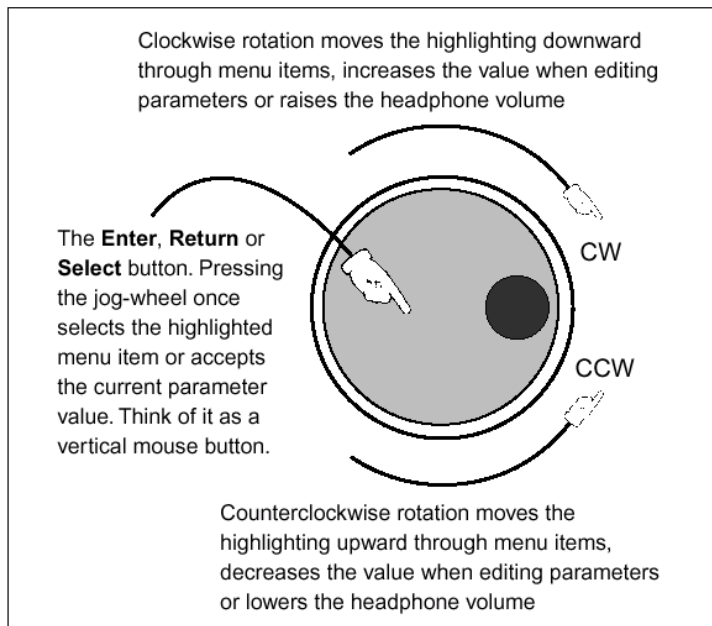 Clockwise rotation moves the highlighting downward
through menu items, increases the value when editing
parameters or raises the headphone volume
The Enter, Return or
Select button. Pressing
the jog-wheel once
selects the highlighted
menu item or accepts
the current parameter
value. Think of it as a
vertical mouse button.
CW
CCW
Counterclockwise rotation moves the
highlighting upward through menu items,
decreases the value when editing parameters
or lowers the headphone volume